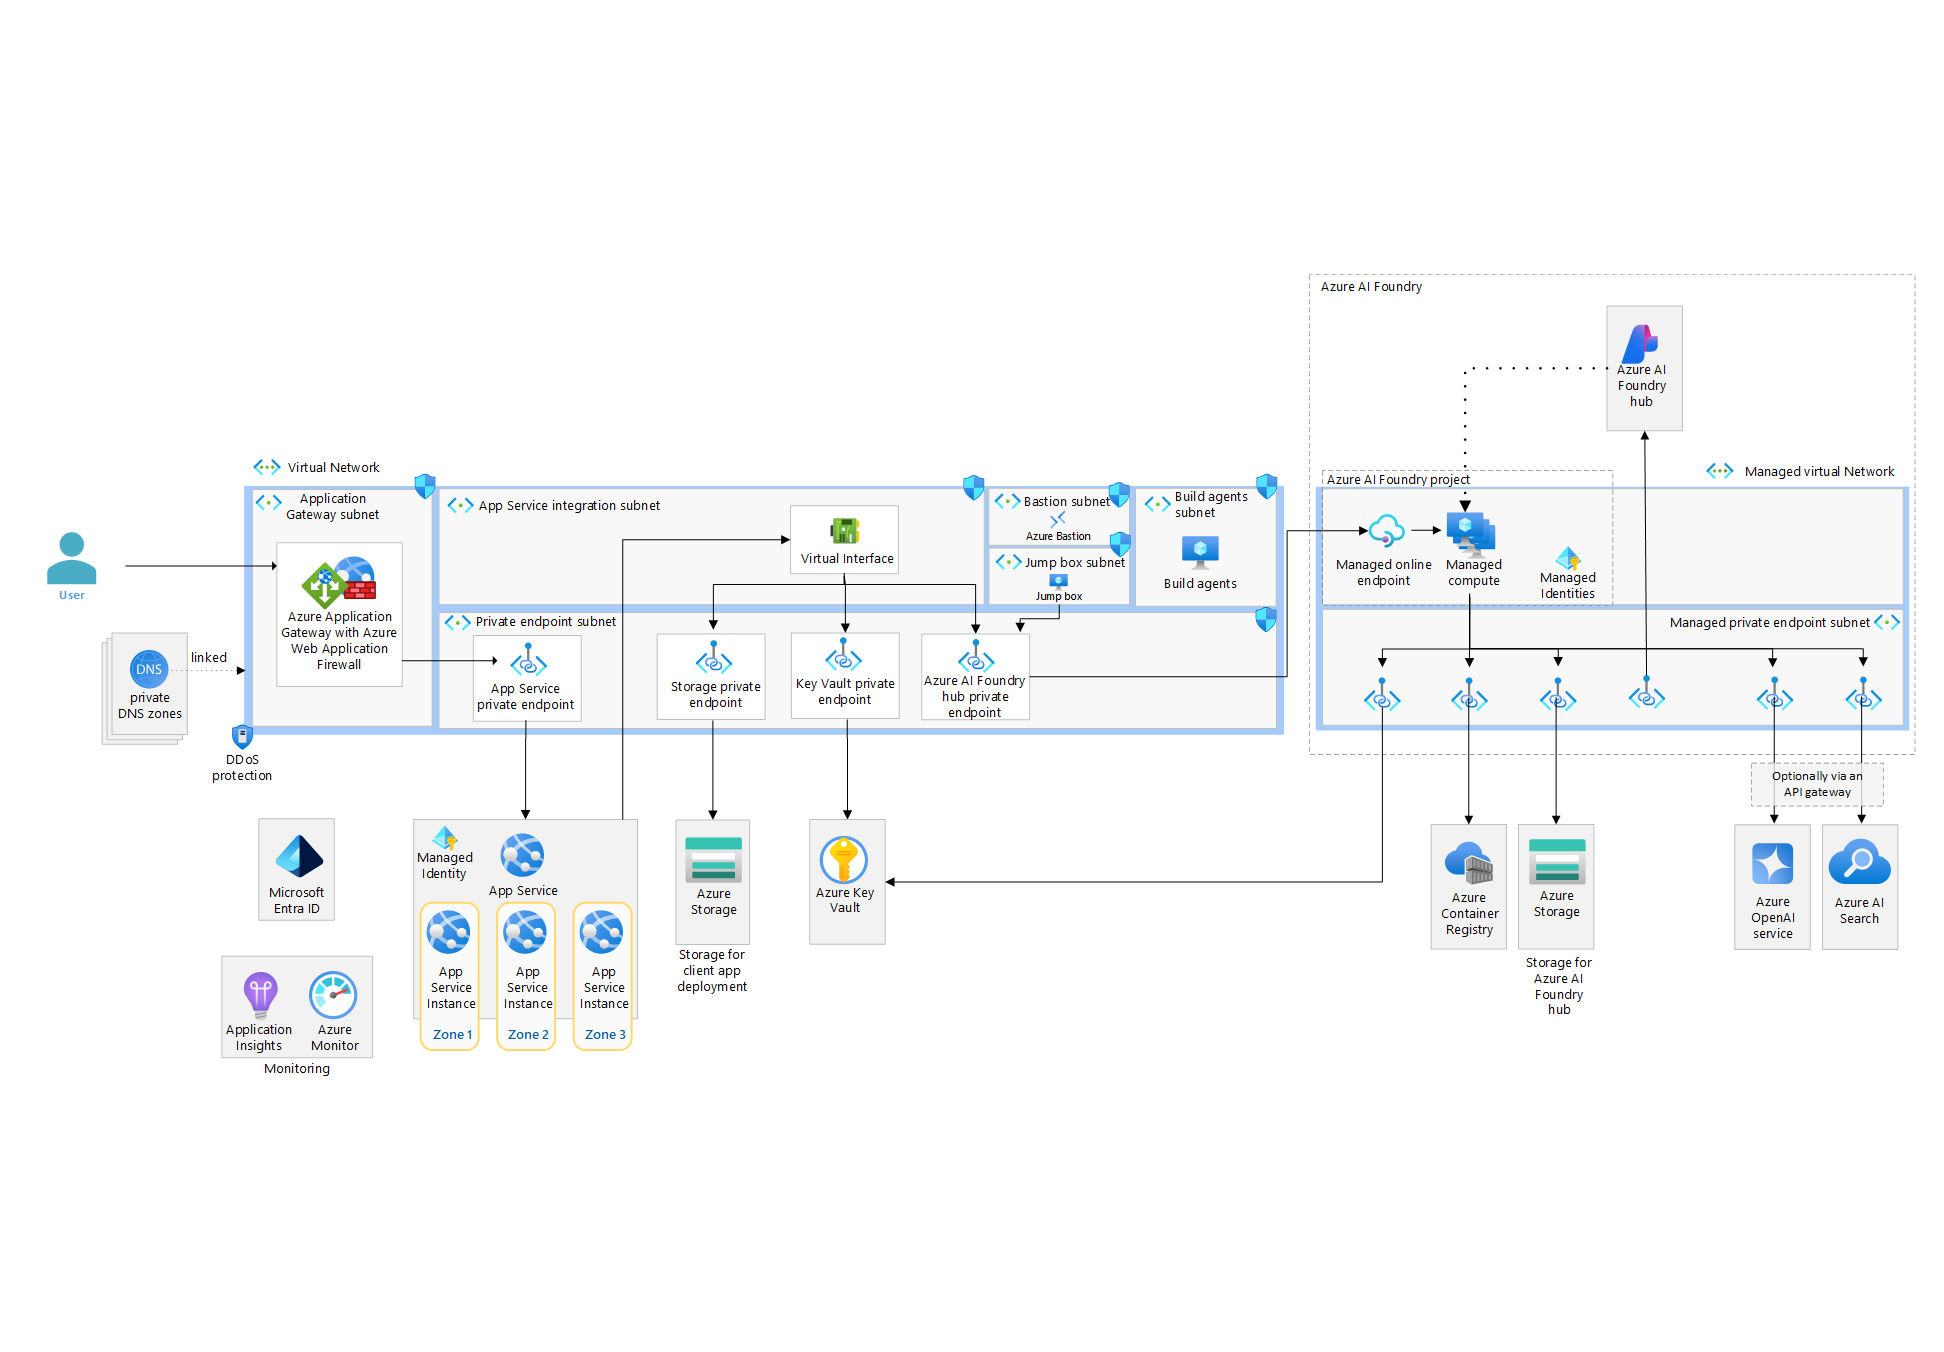 Azure AI Foundry
Azure AI
Foundry
hub
Virtual Network
Managed virtual Network
Application
Gateway subnet
App Service integration subnet
Bastion subnet
Azure Bastion
Build agents
subnet
Build agents
Virtual Interface
Jump box subnet
Jump box
Azure AI Foundry project
Managed online
endpoint
Managed
compute
Managed
Identities
User
Azure Application
Gateway with Azure
Web Application
Firewall
Private endpoint subnet
App Service
private endpoint
Storage private
endpoint
Key Vault private
endpoint
Azure AI Foundry
hub private
endpoint
Managed private endpoint subnet
linked
DNS
private
DNS zones
DDoS
protection
Optionally via an
API gateway
Microsoft
Entra ID
Managed
Identity
App Service
App
Service
Instance
Zone 1
App
Service
Instance
Zone 2
App
Service
Instance
Zone 3
Azure
Storage
Storage for
client app
deployment
Azure Key
Vault
Azure
Container
Registry
Azure
Storage
Storage for
Azure AI
Foundry
hub
Azure
OpenAI
service
Azure AI
Search
Application
Insights
Azure
Monitor
Monitoring